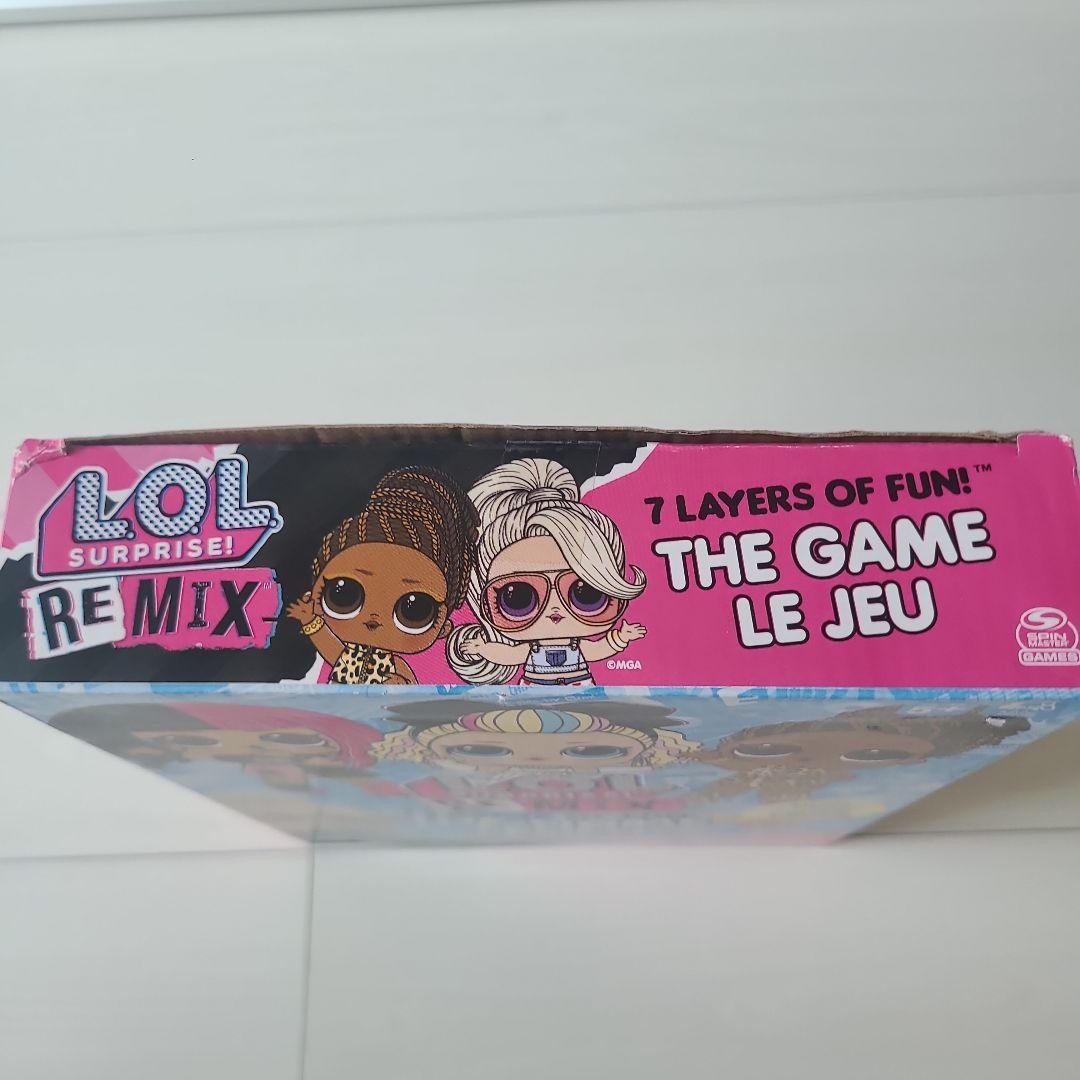 L.O.L.
SURPRISE!
REMIX
7 LAYERS OF FUN!™
THE GAME
LE JEU
©MGA
SPIN
MASTER
GAMES